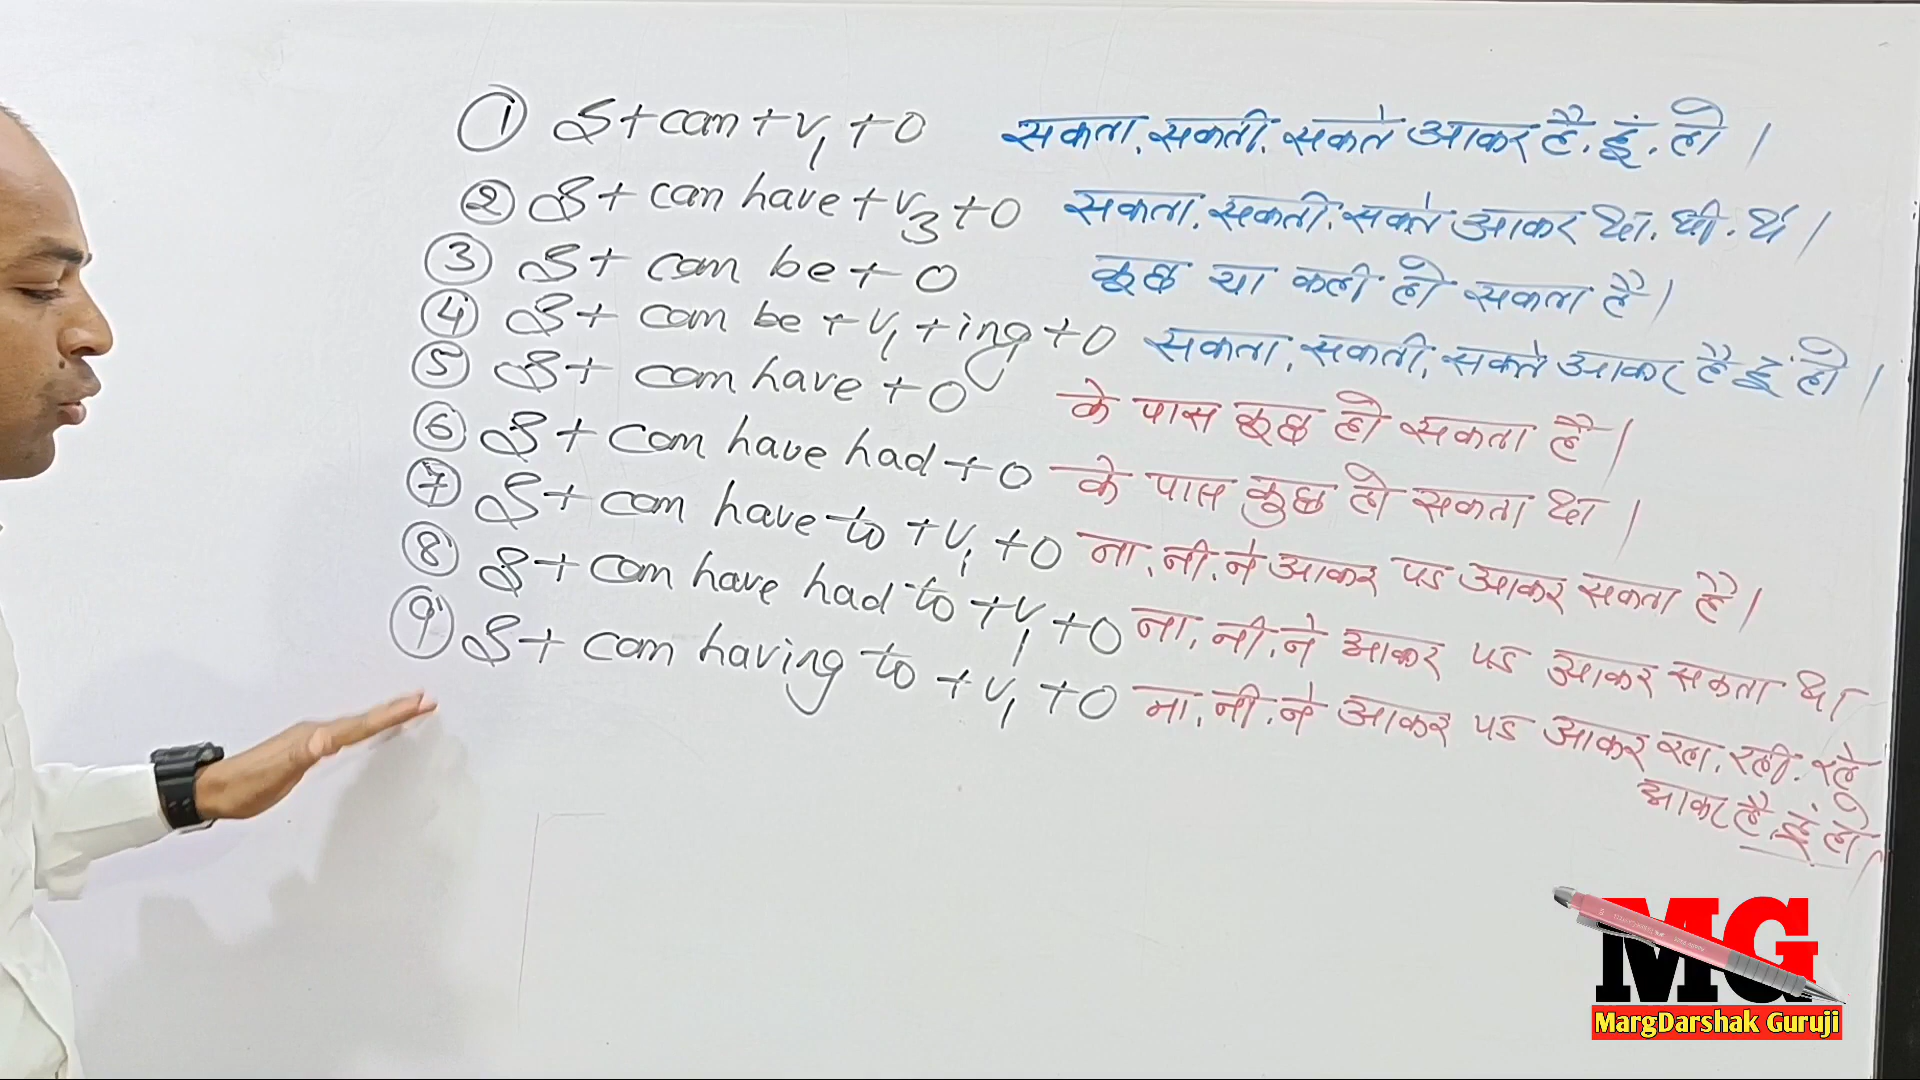 ① S+can+V1+O सकता, सकती, सकते आकर है, हूं, हो।
② S+ can have +V3+O सकता, सकती, सकते आकर था, थी, थे।
③ S+ can be + O कुछ या कही हो सकता है।
④ S+ can be + V1+ing+O सकता, सकती, सकते आकर है हूं हो।
⑤ S+ can have + O के पास कुछ हो सकता है।
⑥ S+ can have had + O के पास कुछ हो सकता था।
⑦ S+ can have to +V1+O ना, नी, ने आकर पड आकर सकता है।
⑧ S+ can have had to +V1+O ना, नी, ने आकर पड आकर सकता था
⑨ S+ can having to +V1+O ना, नी, ने आकर पड आकर रहा, रही, रहे
आकर है, हूं हो।
MG
MargDarshak Guruji